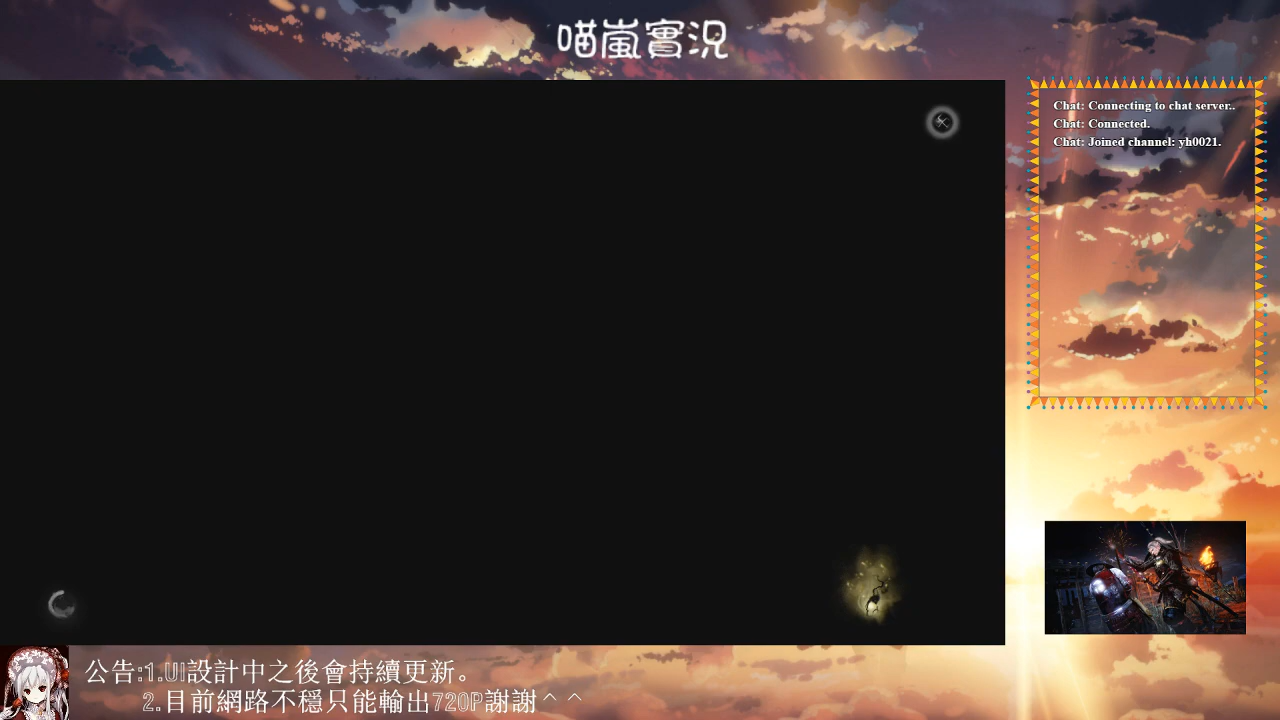 喵嵐實況
Chat: Connecting to chat server..
Chat: Connected.
Chat: Joined channel: yh0021.
公告:1.UI設計中之後會持續更新。
2.目前網路不穩只能輸出720P謝謝^ ^